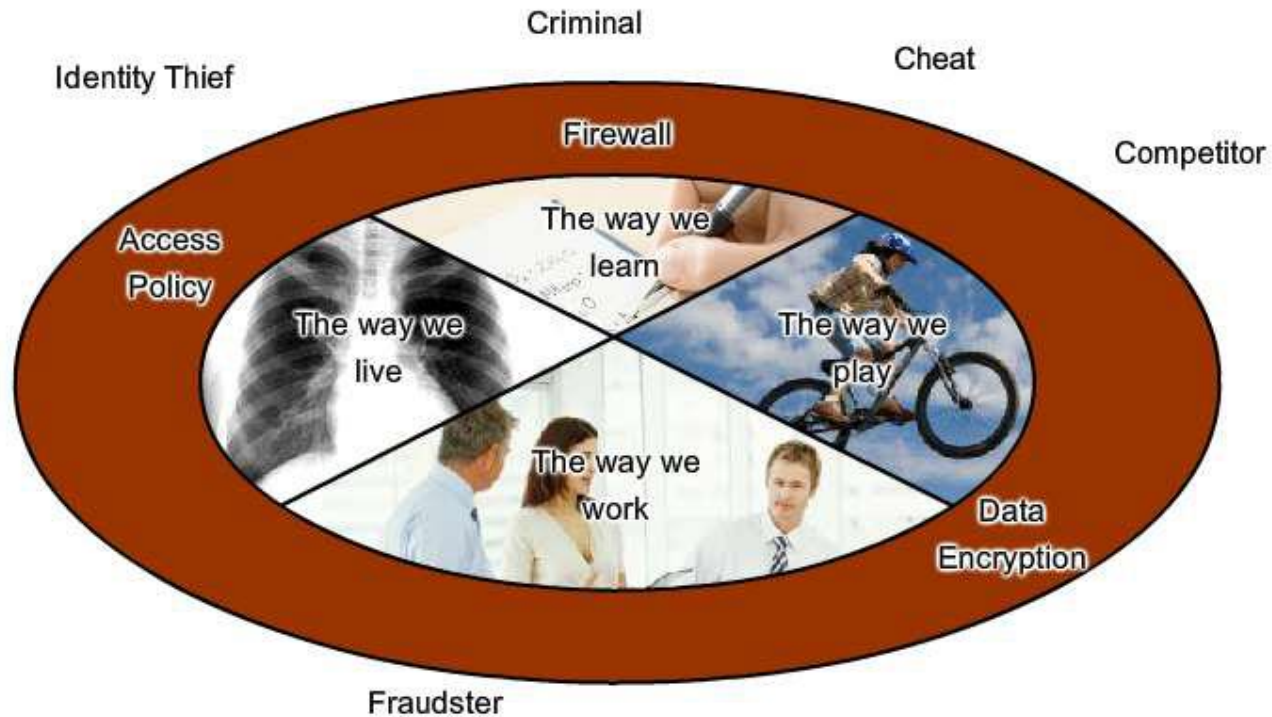 Criminal
Cheat
Identity Thief
Firewall
Competitor
The way we
learn
Access
Policy
The way we
live
The way we
play
The way we
work
Data
Encryption
Fraudster